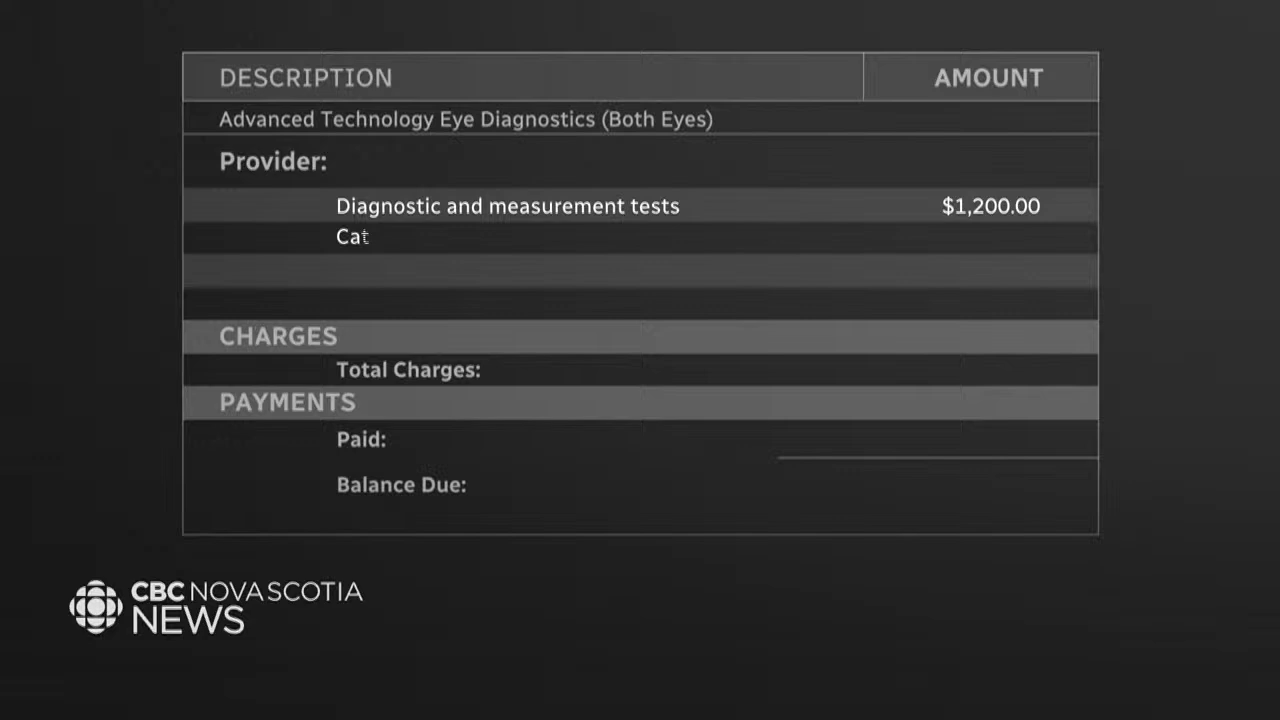 DESCRIPTION AMOUNT
Advanced Technology Eye Diagnostics (Both Eyes)
Provider:
Diagnostic and measurement tests $1,200.00
Cat
CHARGES
Total Charges:
PAYMENTS
Paid:
Balance Due:
CBC NOVA SCOTIA
NEWS